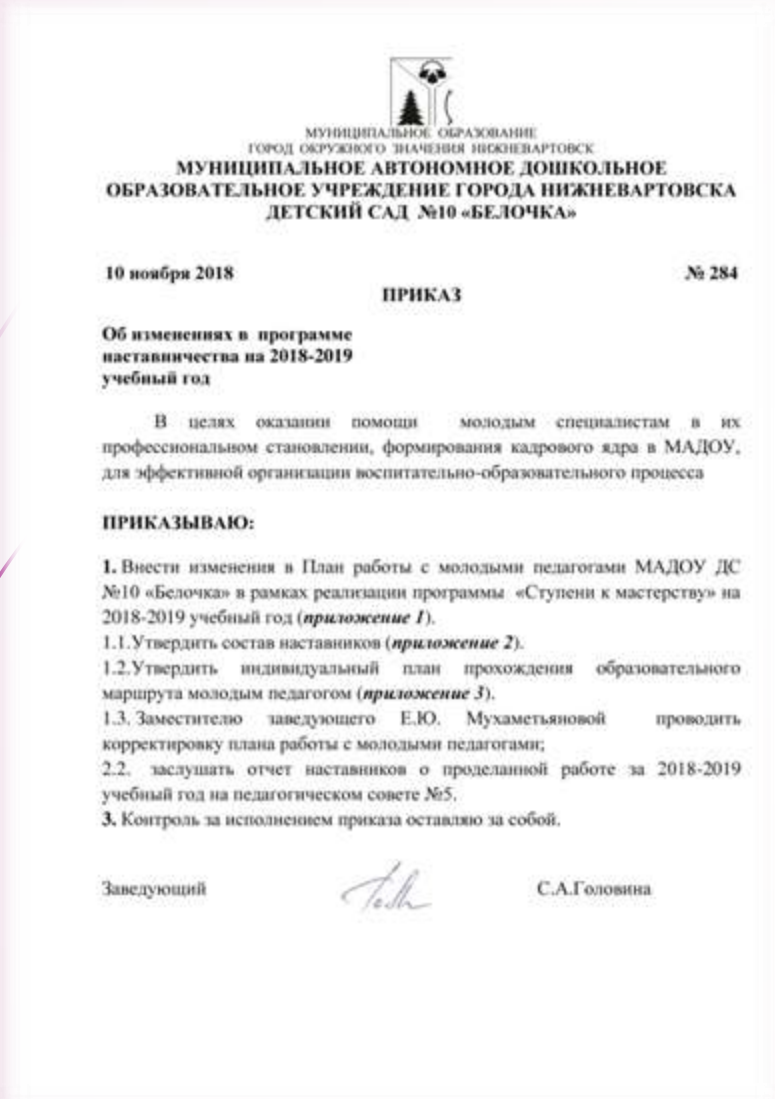 МУНИЦИПАЛЬНОЕ ОБРАЗОВАНИЕ
ГОРОД ОКРУЖНОГО ЗНАЧЕНИЯ НИЖНЕВАРТОВСК
МУНИЦИПАЛЬНОЕ АВТОНОМНОЕ ДОШКОЛЬНОЕ
ОБРАЗОВАТЕЛЬНОЕ УЧРЕЖДЕНИЕ ГОРОДА НИЖНЕВАРТОВСКА
ДЕТСКИЙ САД №10 «БЕЛОЧКА»
10 ноября 2018 № 284
ПРИКАЗ
Об изменениях в программе
наставничества на 2018-2019
учебный год
В целях оказании помощи молодым специалистам в их
профессиональном становлении, формирования кадрового ядра в МАДОУ,
для эффективной организации воспитательно-образовательного процесса
ПРИКАЗЫВАЮ:
1. Внести изменения в План работы с молодыми педагогами МАДОУ ДС
№10 «Белочка» в рамках реализации программы «Ступени к мастерству» на
2018-2019 учебный год (приложение 1).
1.1.Утвердить состав наставников (приложение 2).
1.2.Утвердить индивидуальный план прохождения образовательного
маршрута молодым педагогом (приложение 3).
1.3. Заместителю заведующего Е.Ю. Мухаметьяновой проводить
корректировку плана работы с молодыми педагогами;
2.2. заслушать отчет наставников о проделанной работе за 2018-2019
учебный год на педагогическом совете №5.
3. Контроль за исполнением приказа оставляю за собой.
Заведующий С.А.Головина